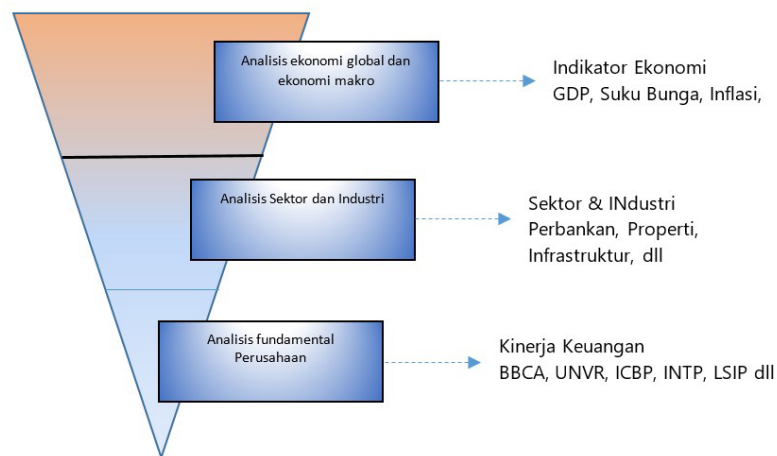 Analisis ekonomi global dan
ekonomi makro
Indikator Ekonomi
GDP, Suku Bunga, Inflasi,
Analisis Sektor dan Industri
Sektor & INdustri
Perbankan, Properti,
Infrastruktur, dll
Analisis fundamental
Perusahaan
Kinerja Keuangan
BBCA, UNVR, ICBP, INTP, LSIP dll